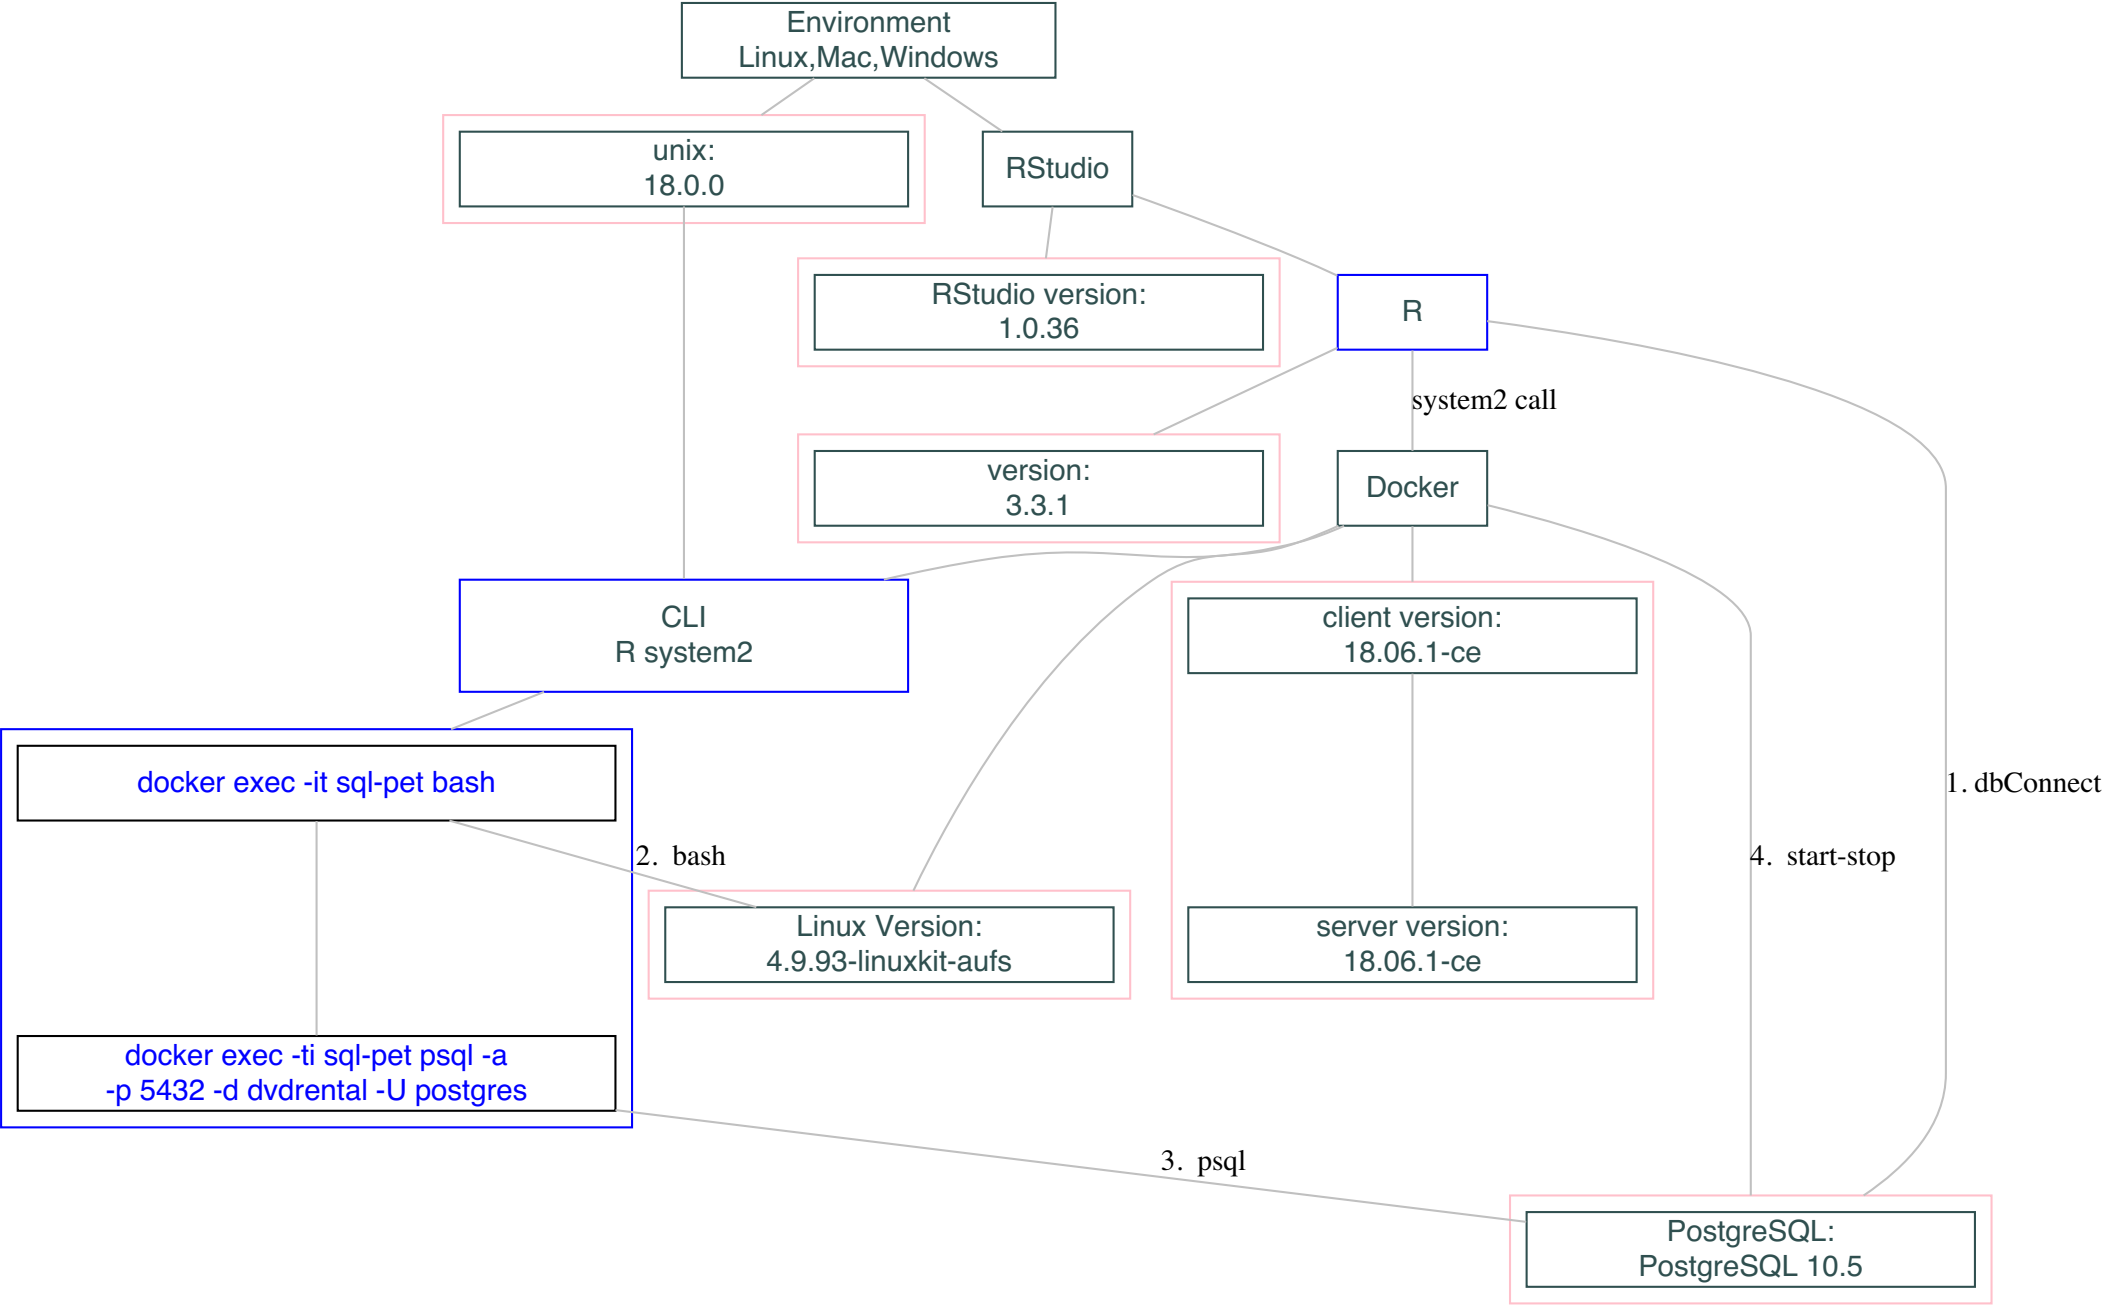 Environment
Linux,Mac,Windows
unix:
18.0.0
RStudio
RStudio version:
1.0.36
R
system2 call
version:
3.3.1
Docker
CLI
R system2
client version:
18.06.1-ce
docker exec -it sql-pet bash
1. dbConnect
2.  bash
4.  start-stop
Linux Version:
4.9.93-linuxkit-aufs
server version:
18.06.1-ce
docker exec -ti sql-pet psql -a
-p 5432 -d dvdrental -U postgres
3.  psql
PostgreSQL:
PostgreSQL 10.5